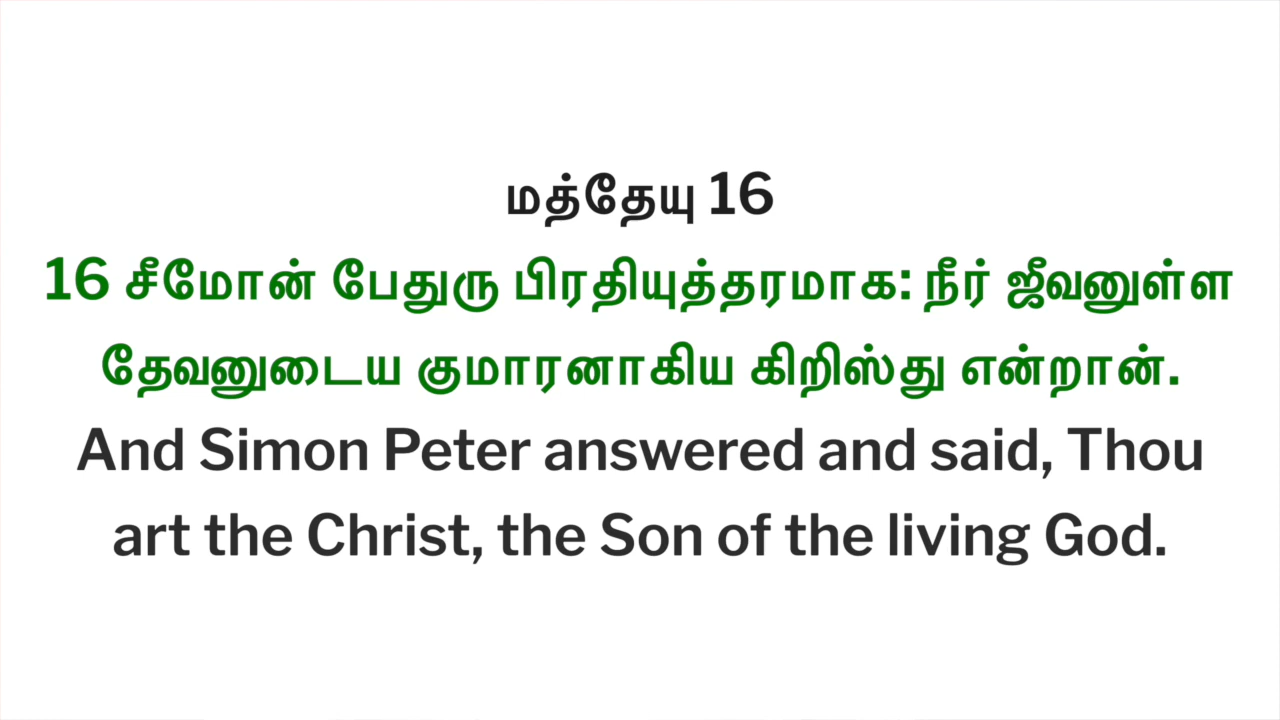 மத்தேயு 16
16 சீமோன் பேதுரு பிரதியுத்தரமாக: நீர் ஜீவனுள்ள
தேவனுடைய குமாரனாகிய கிறிஸ்து என்றான்.
And Simon Peter answered and said, Thou
art the Christ, the Son of the living God.